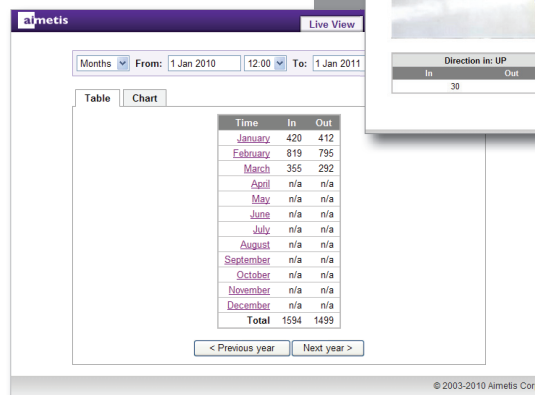 aimetis
Live View
Months From: 1 Jan 2010 12:00 To: 1 Jan 2011
Direction in: UP
In Out
30
Table Chart
Time In Out
January 420 412
February 819 795
March 355 292
April n/a n/a
May n/a n/a
June n/a n/a
July n/a n/a
August n/a n/a
September n/a n/a
October n/a n/a
November n/a n/a
December n/a n/a
Total 1594 1499
< Previous year Next year >
© 2003-2010 Aimetis Cor